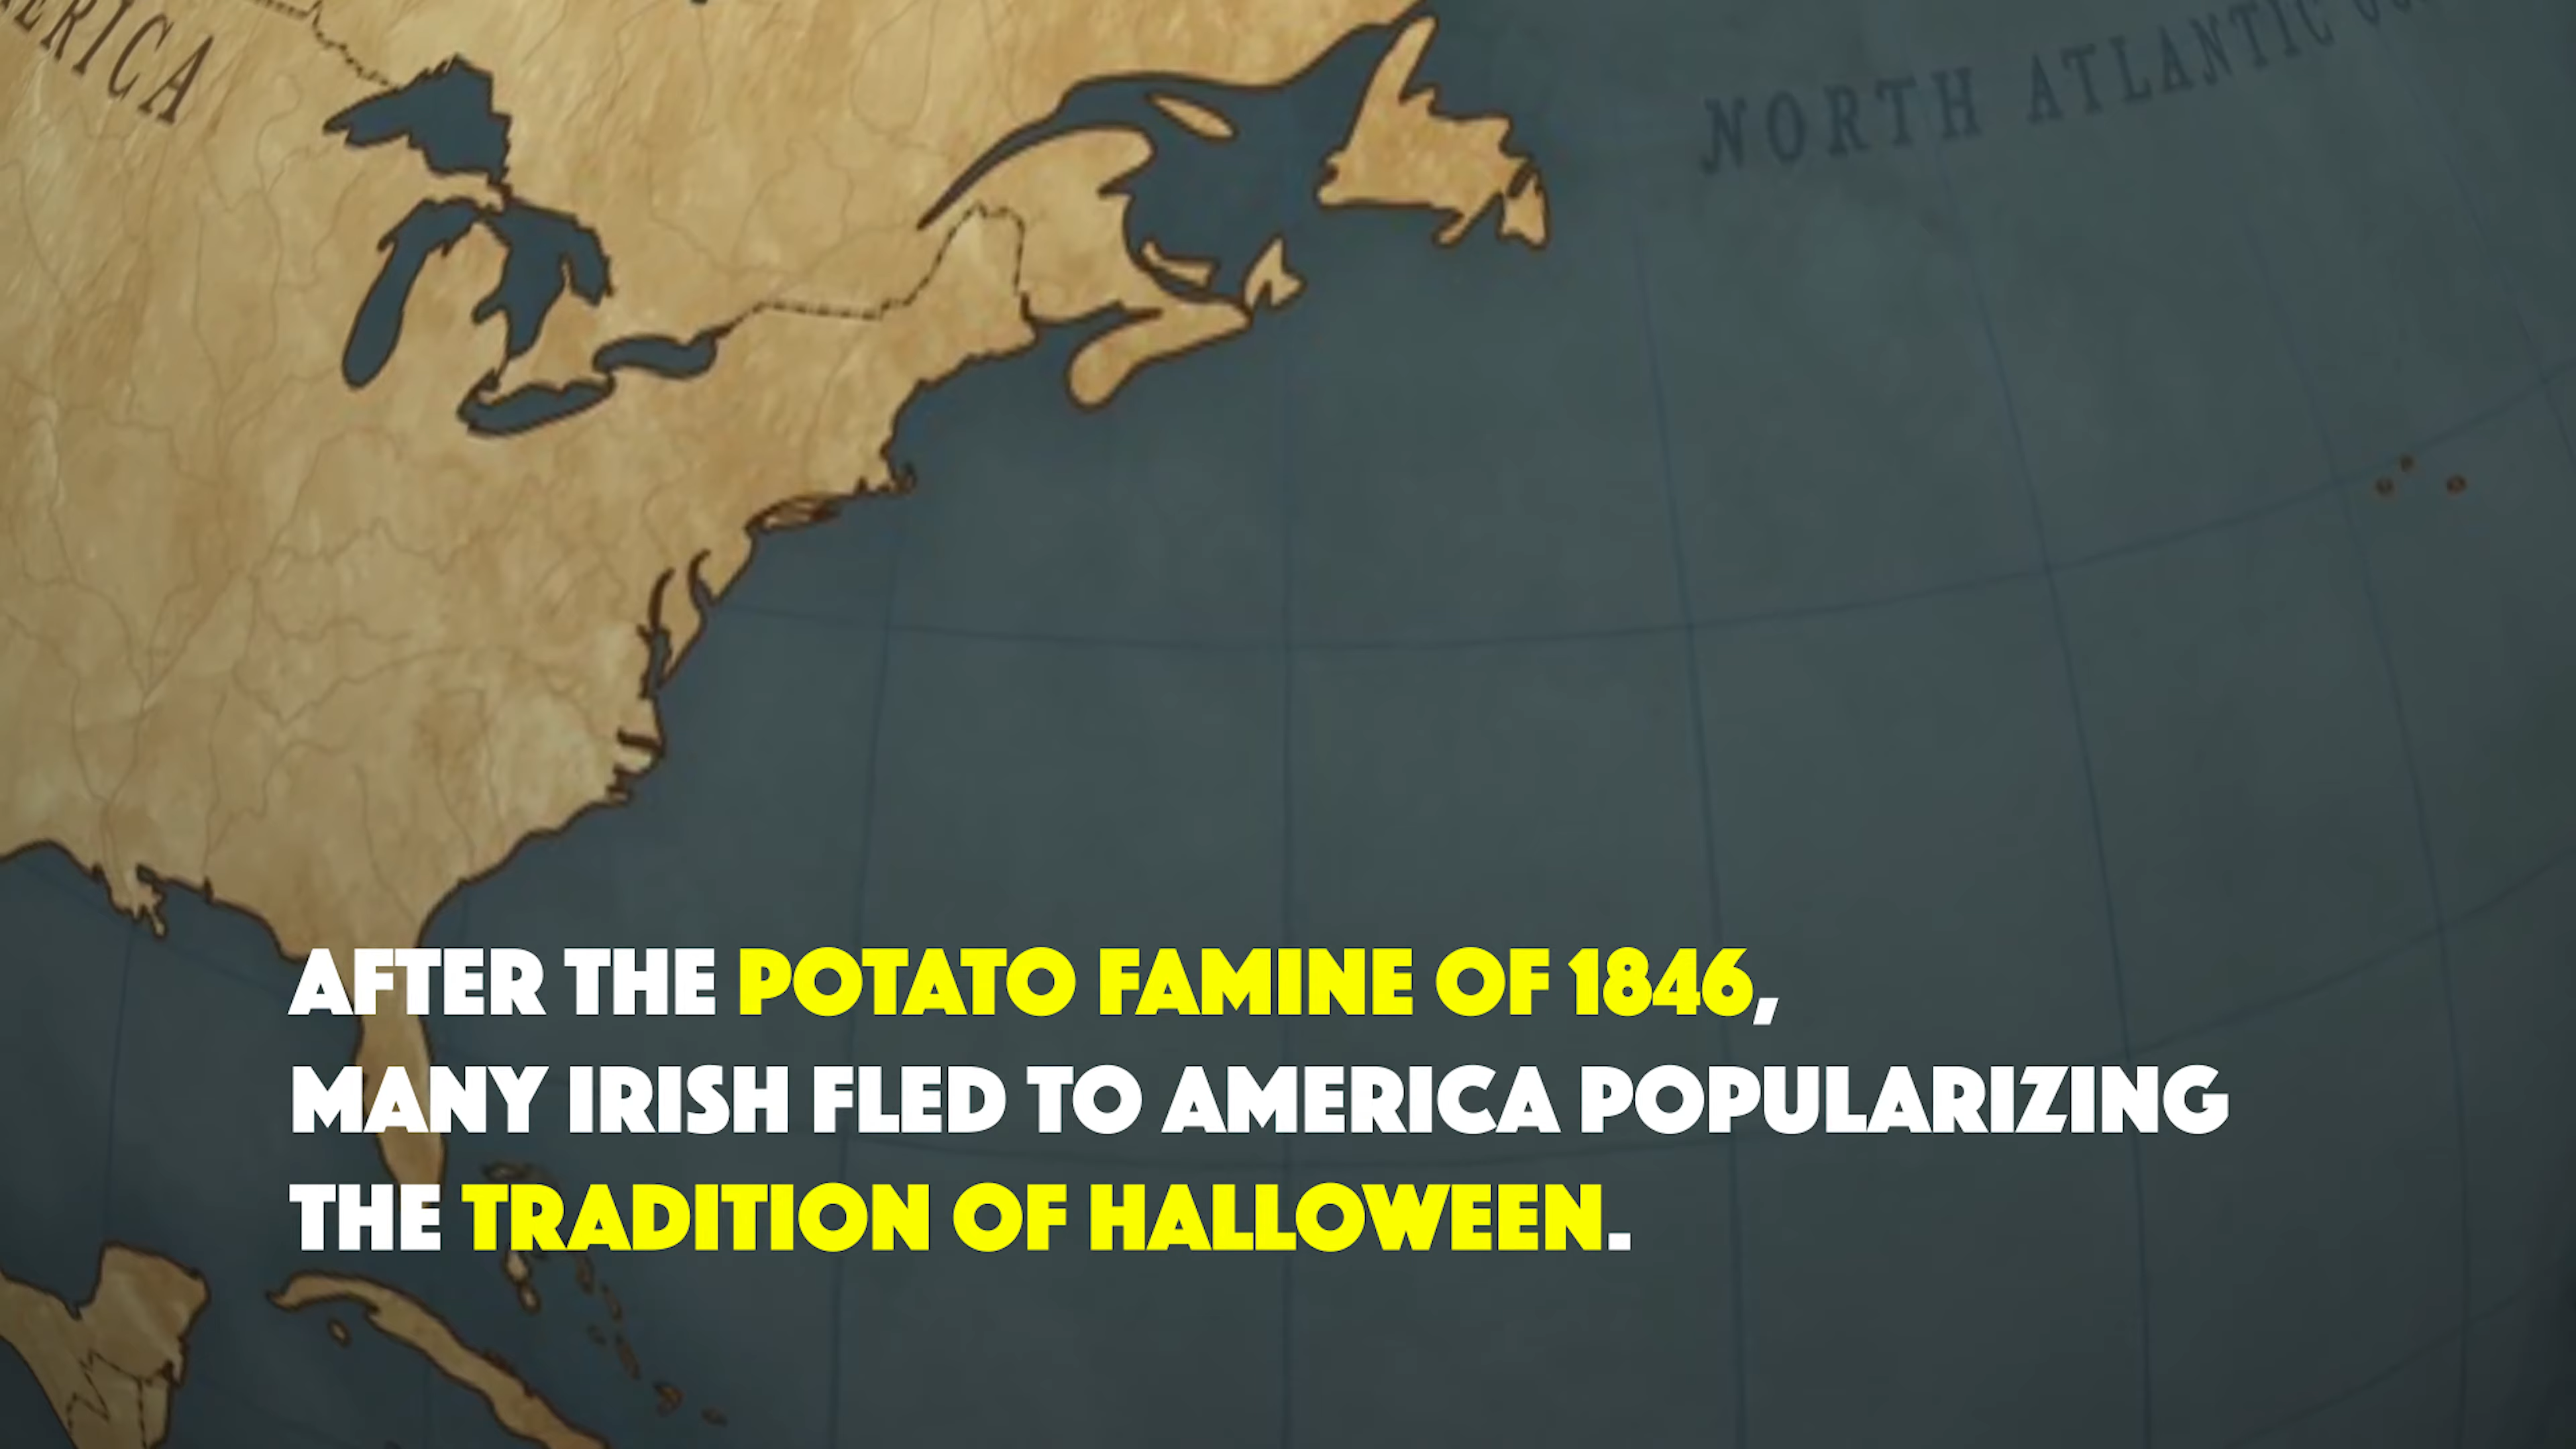 ERICA
NORTH ATLANTIC
AFTER THE POTATO FAMINE OF 1846,
MANY IRISH FLED TO AMERICA POPULARIZING
THE TRADITION OF HALLOWEEN.